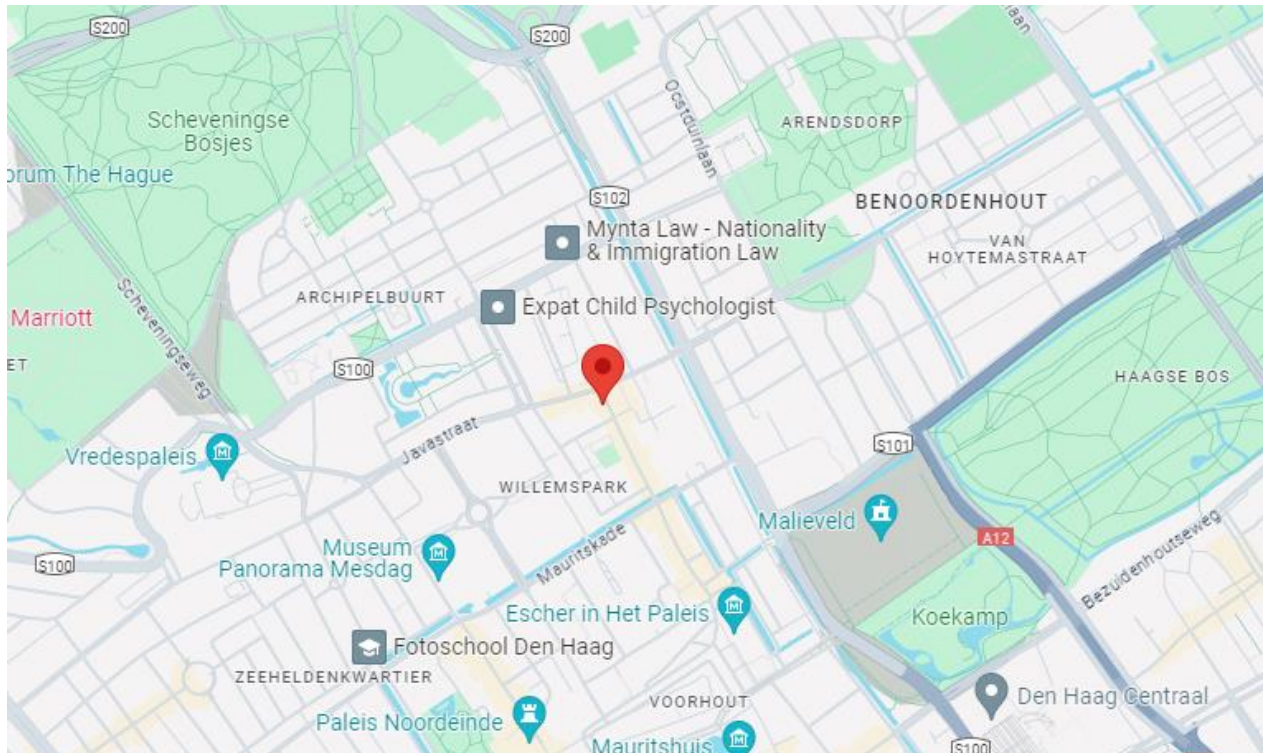 S200
S200
laan
Scheveningse
Bosjes
Oostduinlaan
ARENDSDORP
orum The Hague
S102
BENOORDENHOUT
Mynta Law - Nationality
& Immigration Law
VAN
HOYTEMASTRAAT
Scheveningseweg
ARCHIPELBUURT
Expat Child Psychologist
Marriott
ET
S100
HAAGSE BOS
Javastraat
S101
Vredespaleis
WILLEMSPARK
Malieveld
A12
Museum
Panorama Mesdag
Mauritskade
S100
Bezuidenhoutseweg
Escher in Het Paleis
Koekamp
Fotoschool Den Haag
ZEEHELDENKWARTIER
VOORHOUT
Den Haag Centraal
Paleis Noordeinde
Mauritshuis
S100